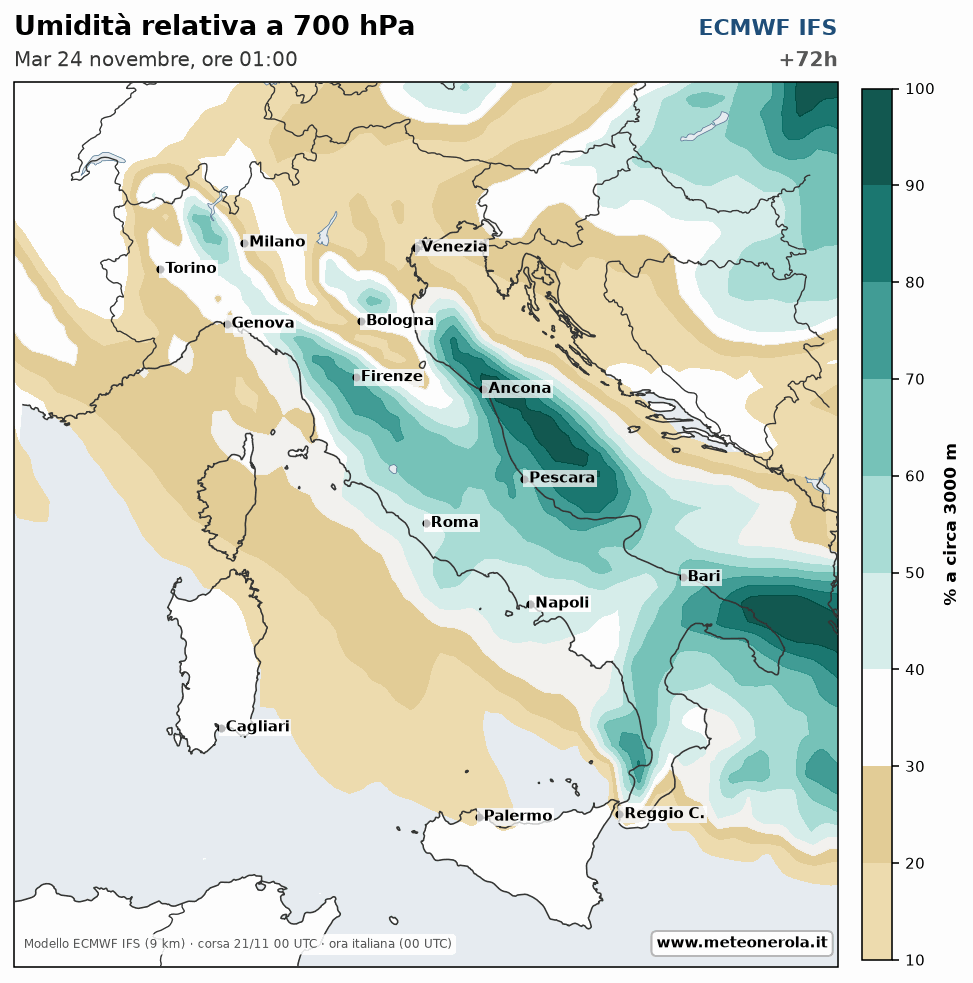 Umidità relativa a 700 hPa
ECMWF IFS
Mar 24 novembre, ore 01:00
+72h
Milano
Venezia
Torino
Genova
Bologna
Firenze
Ancona
Pescara
Roma
Bari
Napoli
Cagliari
Palermo
Reggio C.
100
90
80
70
60
50
40
30
20
10
% a circa 3000 m
Modello ECMWF IFS (9 km) · corsa 21/11 00 UTC · ora italiana (00 UTC)
www.meteonerola.it